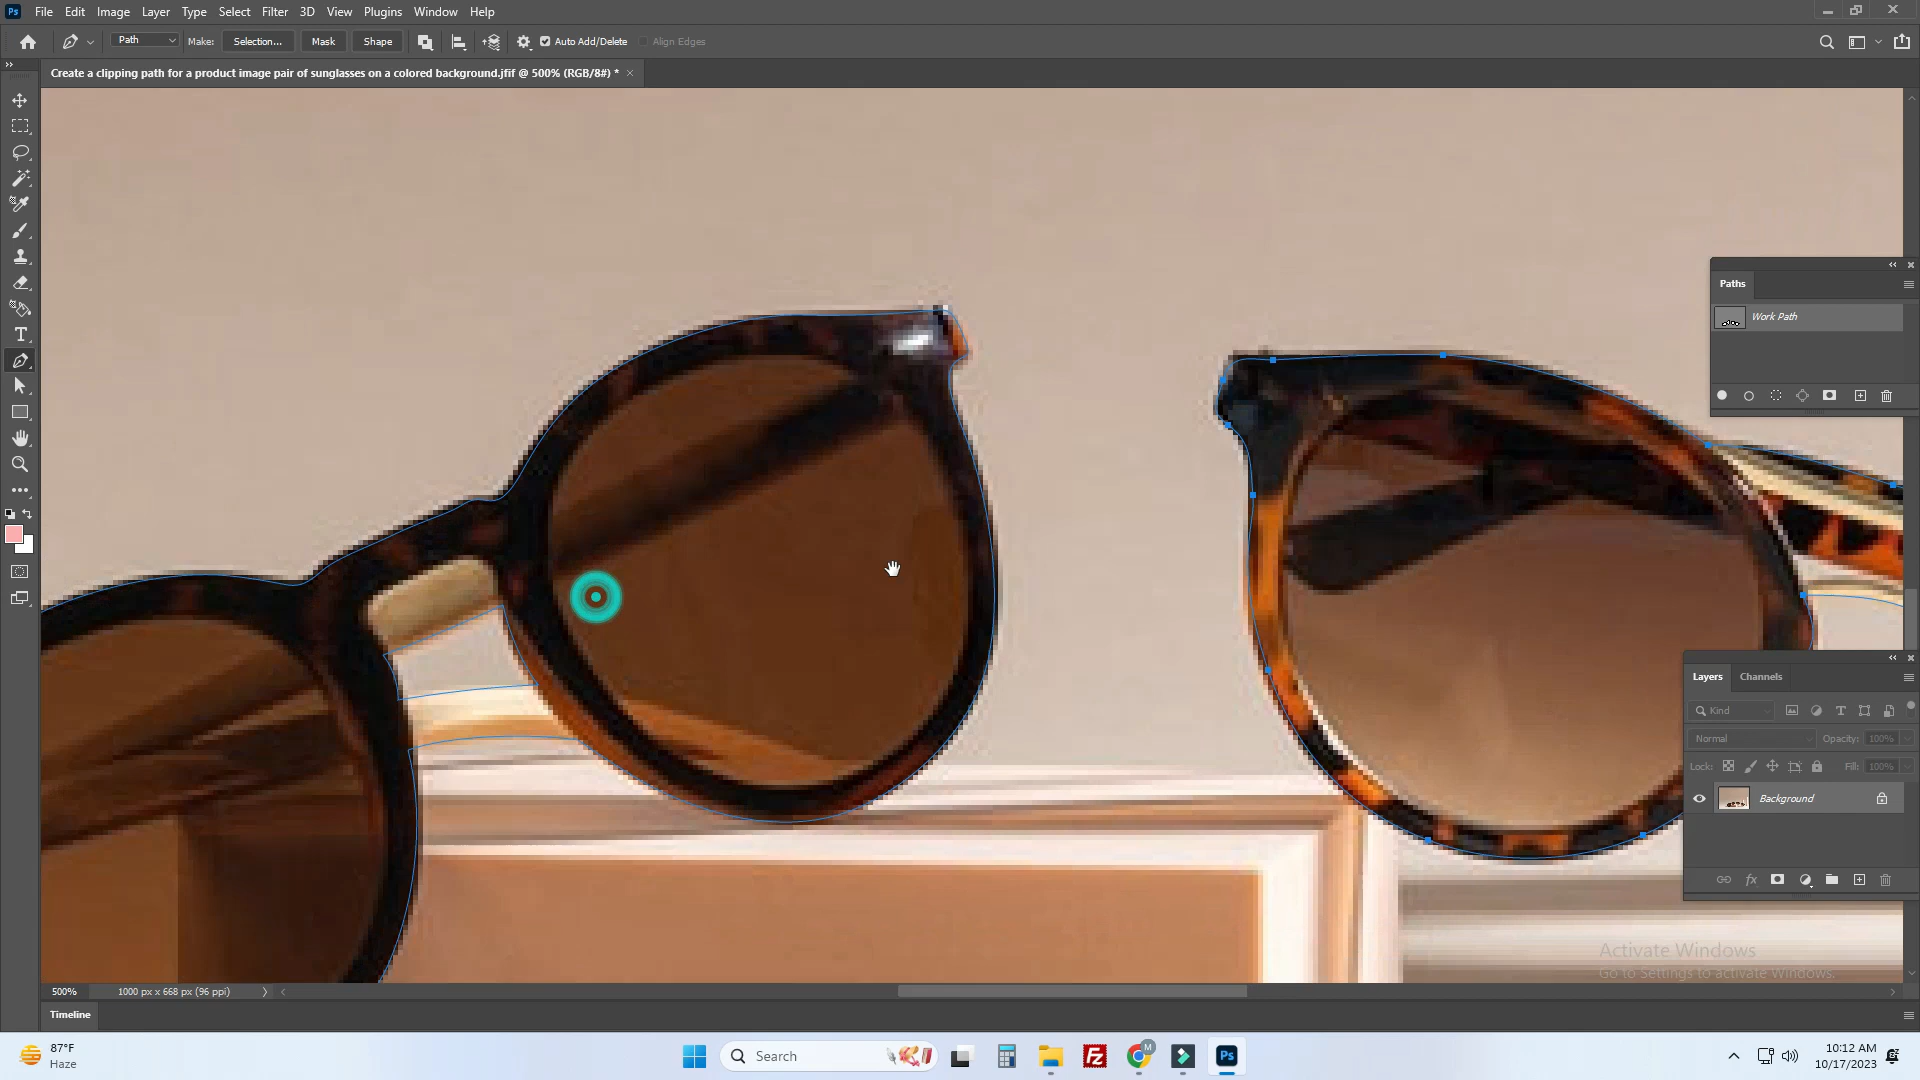 Ps File Edit Image Layer Type Select Filter 3D View Plugins Window Help
Path Make: Selection... Mask Shape Auto Add/Delete Align Edges
Create a clipping path for a product image pair of sunglasses on a colored background.jfif @ 500% (RGB/8#) *
Paths
Work Path
Layers Channels
Kind
Normal Opacity: 100%
Lock: Fill: 100%
Background
fx
Activate Windows
Go to Settings to activate Windows.
500% 1000 px x 668 px (96 ppi)
Timeline
87°F
Haze
Search
Fz
M
Ps
10:12 AM
10/17/2023